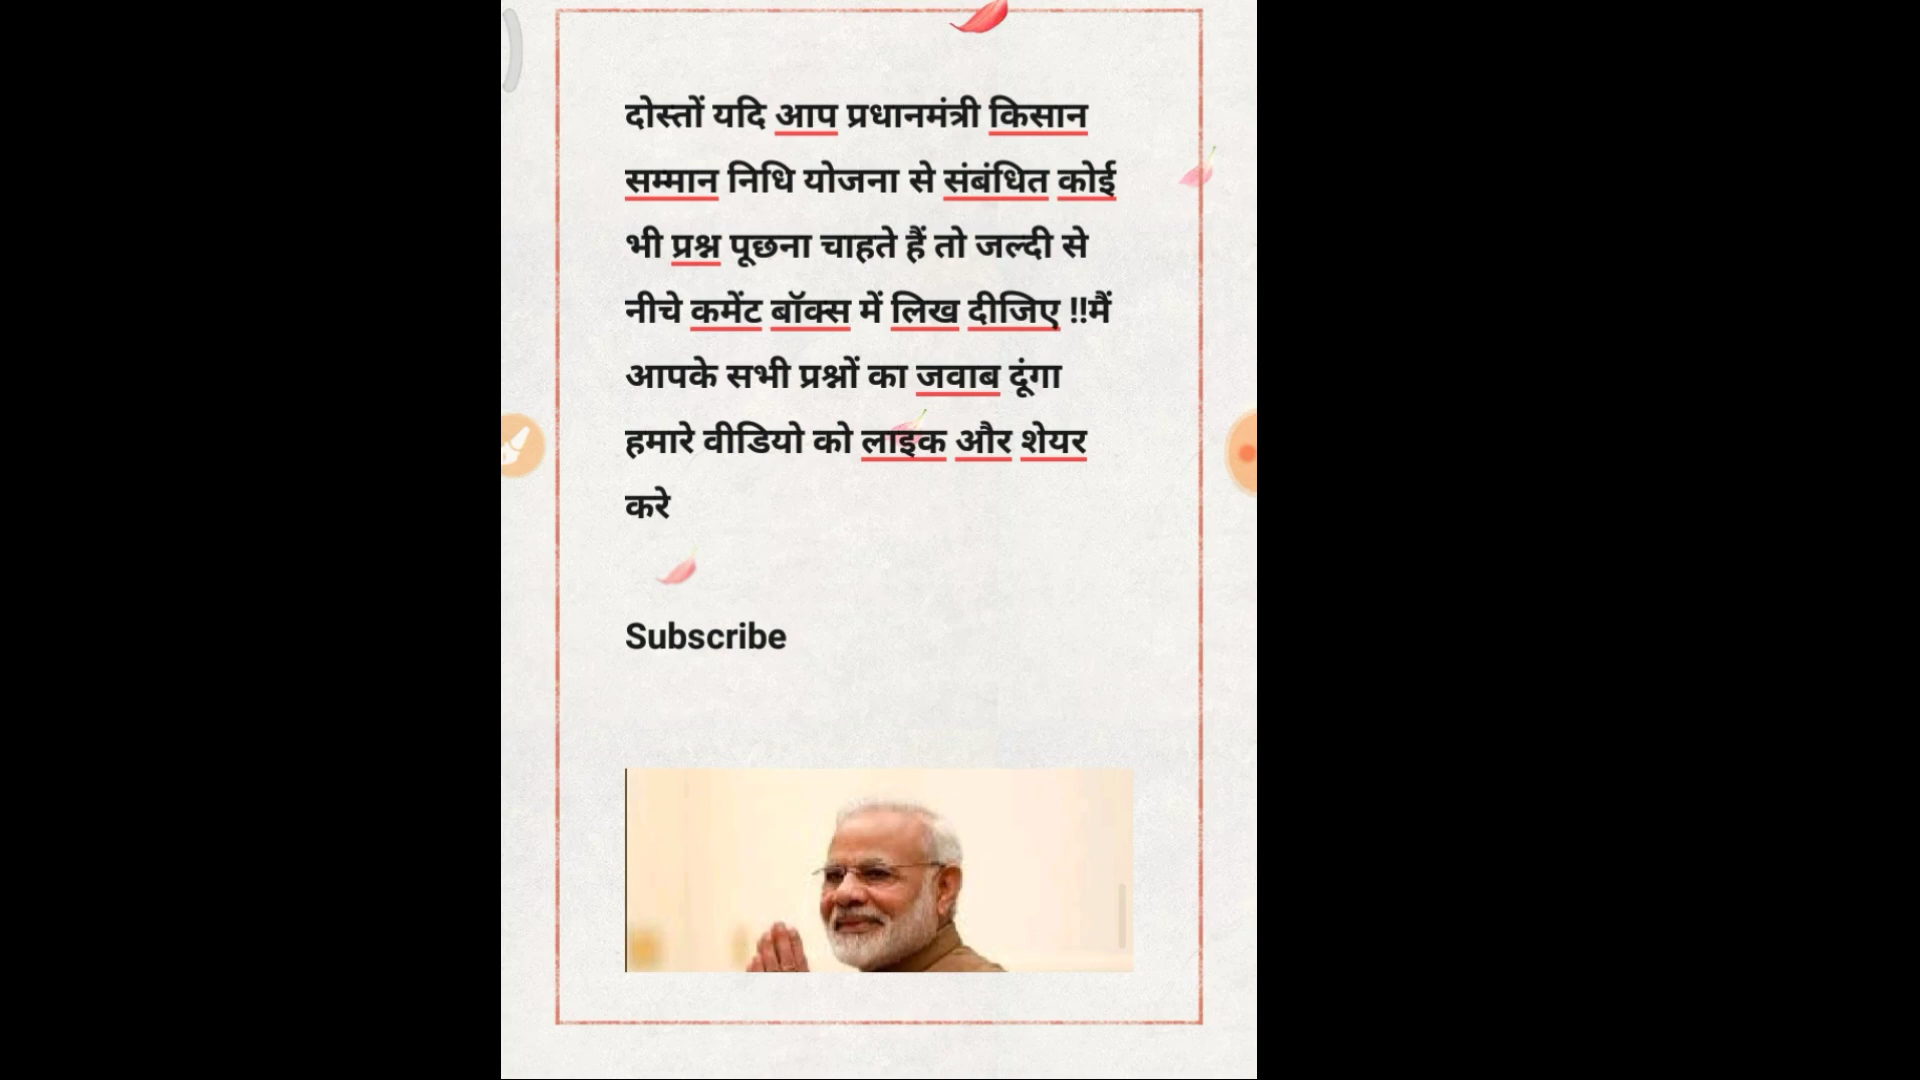 दोस्तों यदि आप प्रधानमंत्री किसान
सम्मान निधि योजना से संबंधित कोई
भी प्रश्न पूछना चाहते हैं तो जल्दी से
नीचे कमेंट बॉक्स में लिख दीजिए !!मैं
आपके सभी प्रश्नों का जवाब दूंगा
हमारे वीडियो को लाइक और शेयर
करे
Subscribe